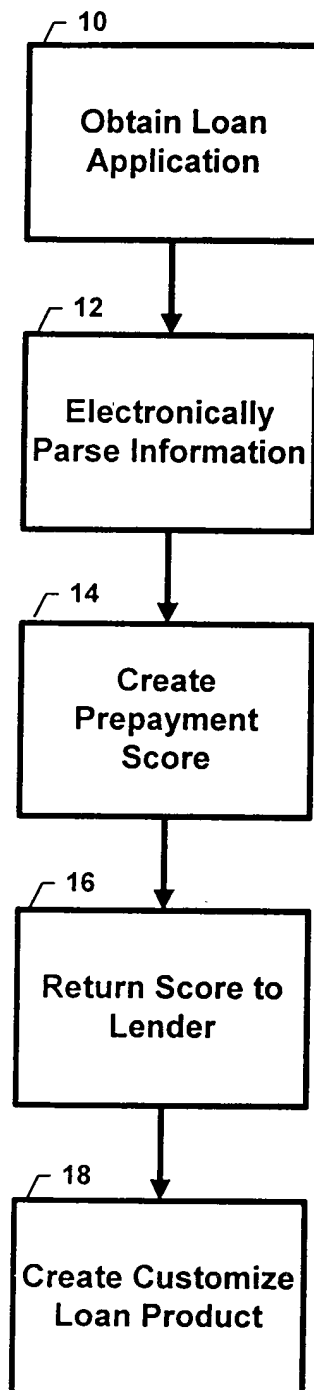 10
Obtain Loan
Application
12
Electronically
Parse Information
14
Create
Prepayment
Score
16
Return Score to
Lender
18
Create Customize
Loan Product